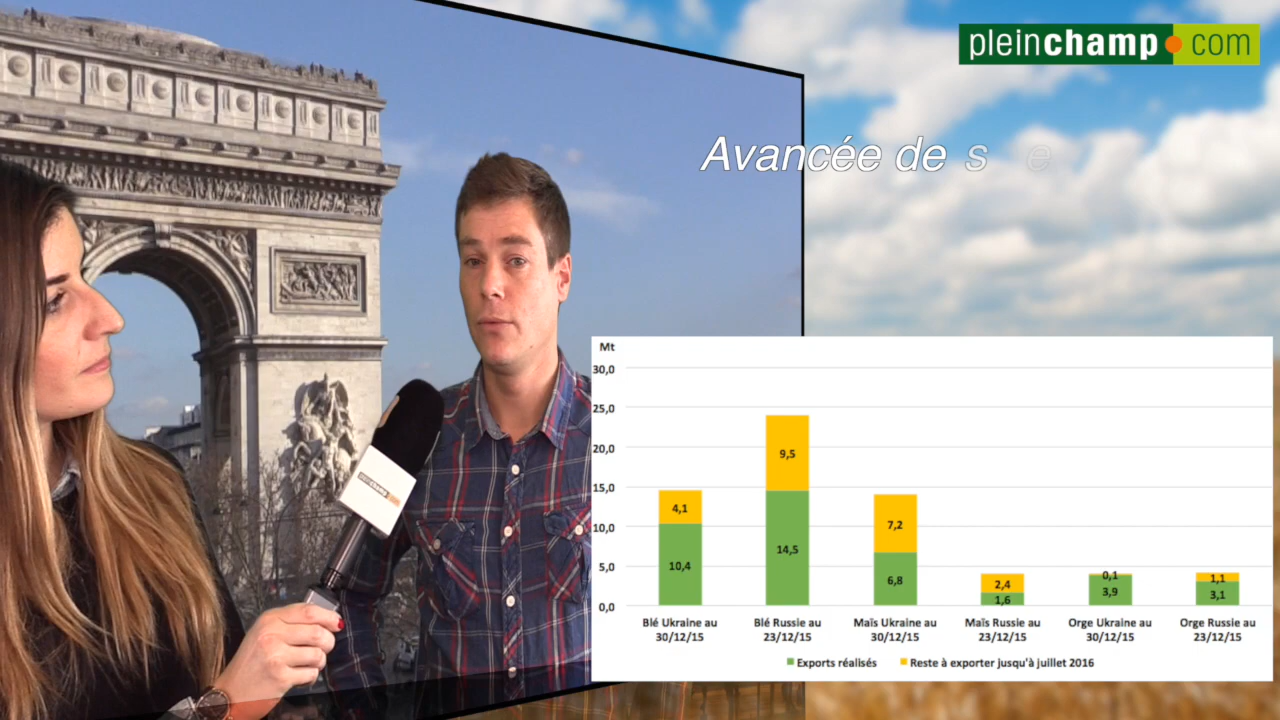 pleinchamp.com
Avancée de s e
pleinchamp
Mt
30,0
25,0
20,0
15,0
10,0
5,0
0,0
4,1
10,4
9,5
14,5
7,2
6,8
2,4
1,6
0,1
3,9
1,1
3,1
Blé Ukraine au
30/12/15
Blé Russie au
23/12/15
Maïs Ukraine au
30/12/15
Maïs Russie au
23/12/15
Orge Ukraine au
30/12/15
Orge Russie au
23/12/15
Exports réalisés
Reste à exporter jusqu'à juillet 2016